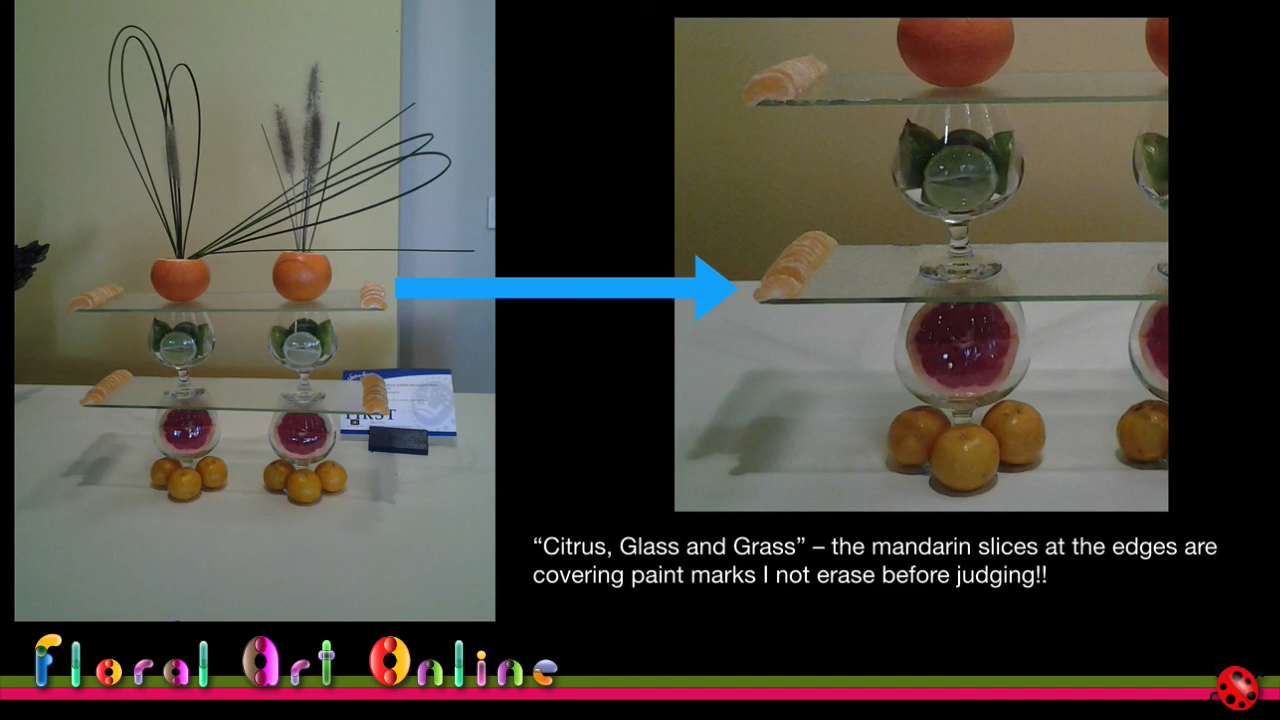 FIRST
“Citrus, Glass and Grass” – the mandarin slices at the edges are
covering paint marks I not erase before judging!!
Floral Art Online